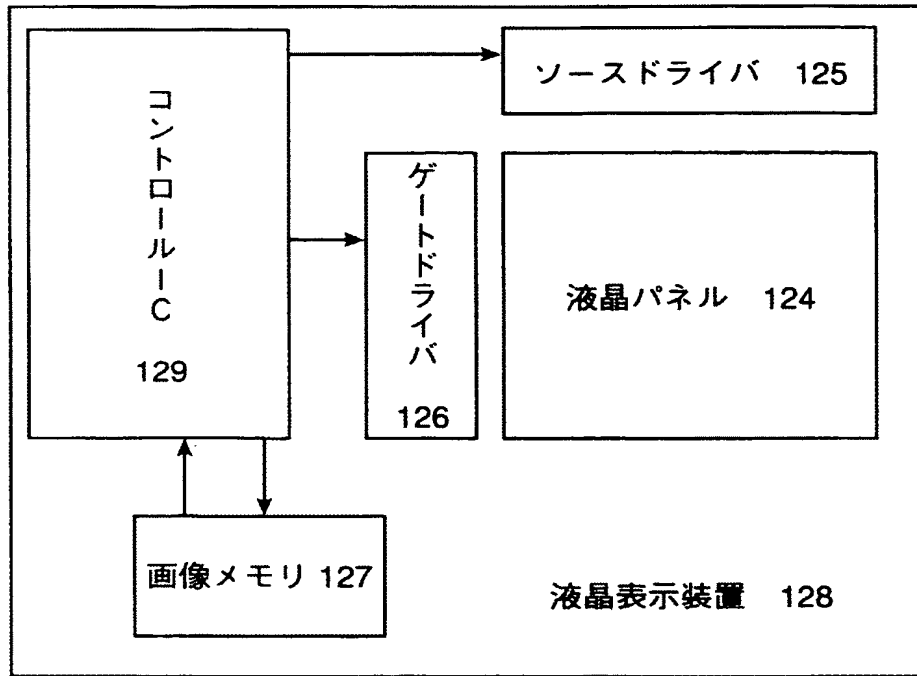 ソースドライバ 125
コントロールIC
129
ゲートドライバ
126
液晶パネル 124
画像メモリ 127
液晶表示装置 128